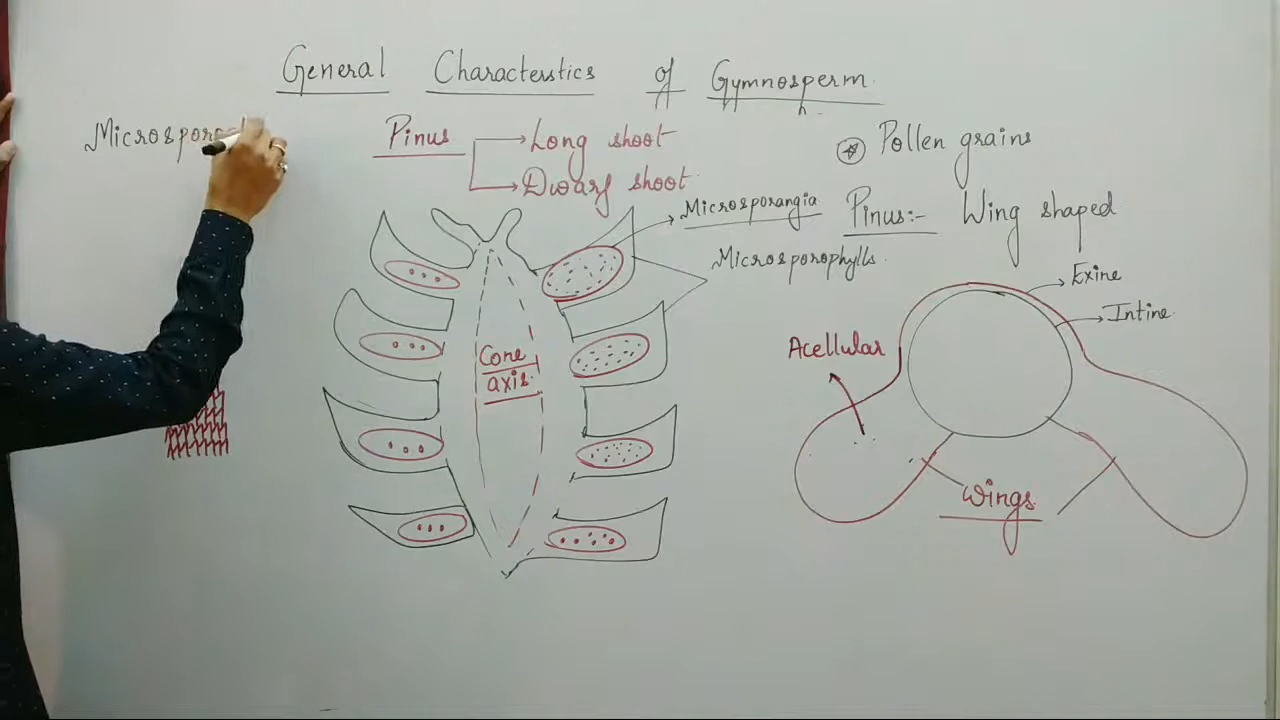 General Characterstics of Gymnosperm.
Pinus
Long shoot
Dwarf shoot
Pollen grains
Pinus:- Wing shaped
Microsporangia
Microsporophylls.
Cone
axis.
Exine
Intine
Acellular
Wings